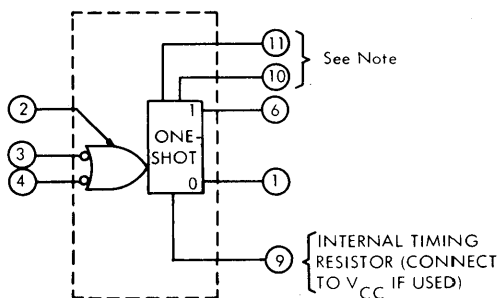 11
See Note
10
2
1
6
ONE-
SHOT
3
4
0
1
9
INTERNAL TIMING
RESISTOR (CONNECT
TO VCC IF USED)